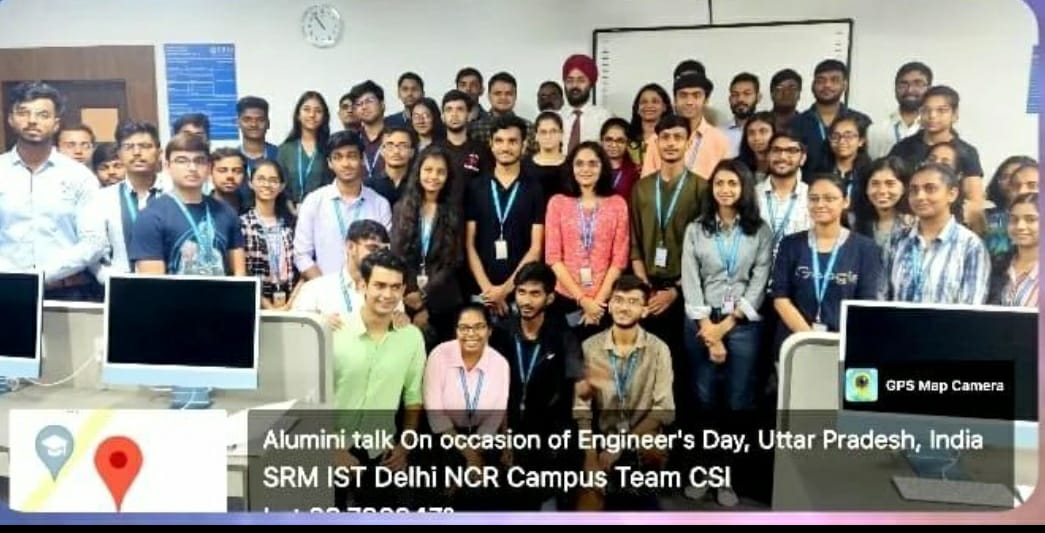 GPS Map Camera
Google
Alumini talk On occasion of Engineer's Day, Uttar Pradesh, India
SRM IST Delhi NCR Campus Team CSI